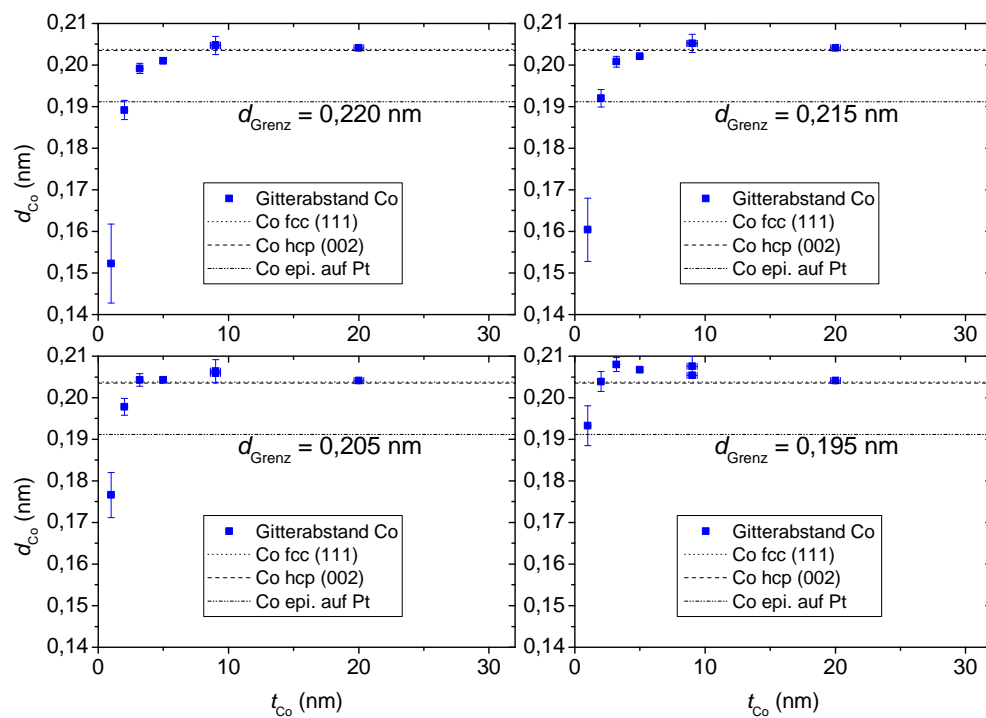 0,21
0,20
0,19
0,18
0,17
0,16
0,15
0,14
d_Co (nm)
d_Grenz = 0,220 nm
Gitterabstand Co
Co fcc (111)
Co hcp (002)
Co epi. auf Pt
0 10 20 30
0,21
0,20
0,19
0,18
0,17
0,16
0,15
0,14
d_Grenz = 0,215 nm
Gitterabstand Co
Co fcc (111)
Co hcp (002)
Co epi. auf Pt
0 10 20 30
0,21
0,20
0,19
0,18
0,17
0,16
0,15
0,14
d_Co (nm)
d_Grenz = 0,205 nm
Gitterabstand Co
Co fcc (111)
Co hcp (002)
Co epi. auf Pt
0 10 20 30
t_Co (nm)
0,21
0,20
0,19
0,18
0,17
0,16
0,15
0,14
d_Grenz = 0,195 nm
Gitterabstand Co
Co fcc (111)
Co hcp (002)
Co epi. auf Pt
0 10 20 30
t_Co (nm)